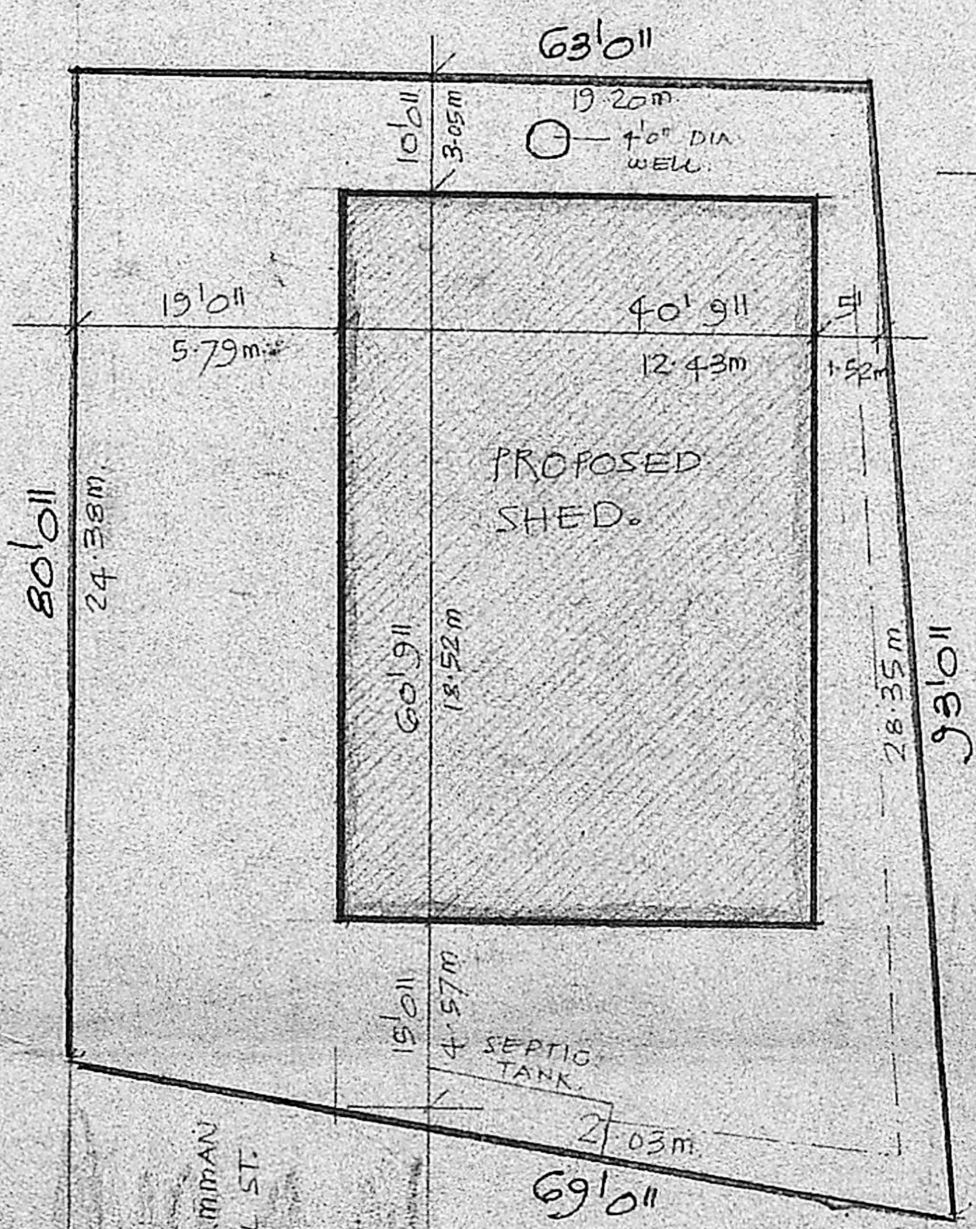 63'0"
19.20m.
10'0"
3.05m
4'0" DIA
WELL.
19'0"
5.79m.
40'9"
12.43m
5'
1.52m
PROPOSED
SHED.
80'0"
24.38m
60'9"
18.52m
28.35m
93'0"
15'0"
4.57m
SEPTIC
TANK.
2 .03m.
69'0"
MMAN
ST.